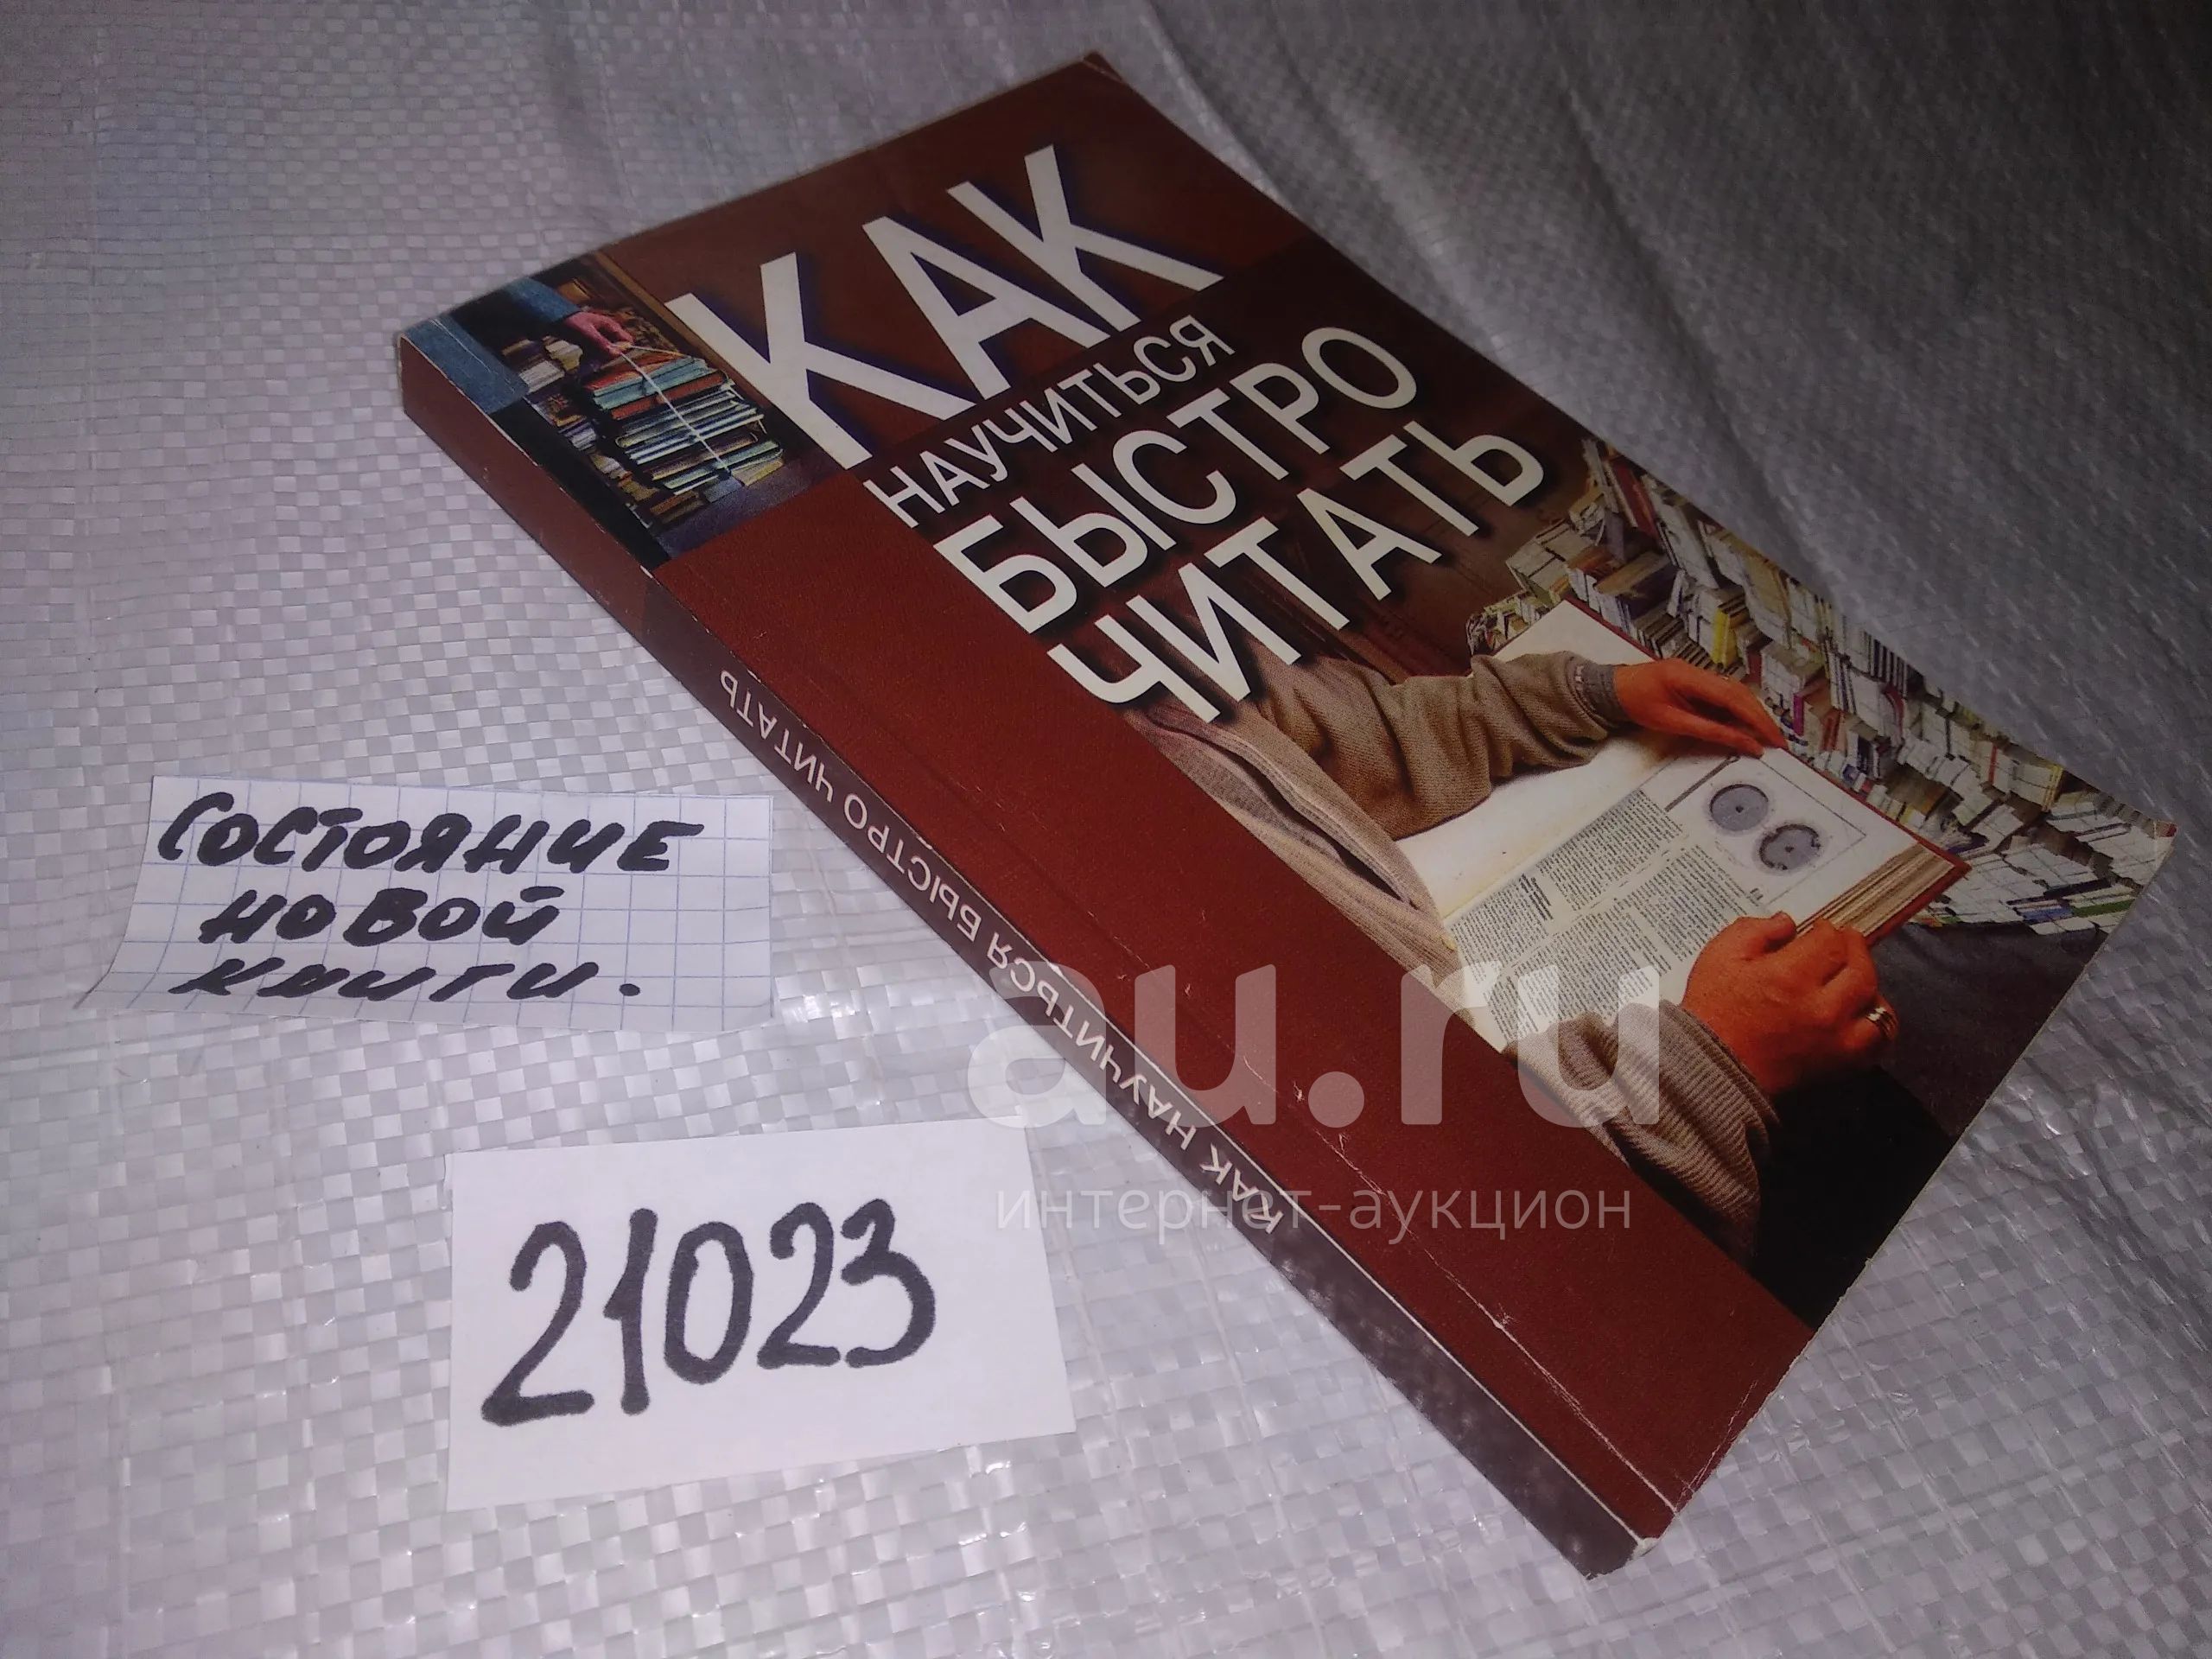 КАК
НАУЧИТЬСЯ
БЫСТРО
ЧИТАТЬ
КАК НАУЧИТЬСЯ БЫСТРО ЧИТАТЬ
СОСТОЯНИЕ
НОВОЙ
КНИГИ.
21023
au.ru
интернет-аукцион